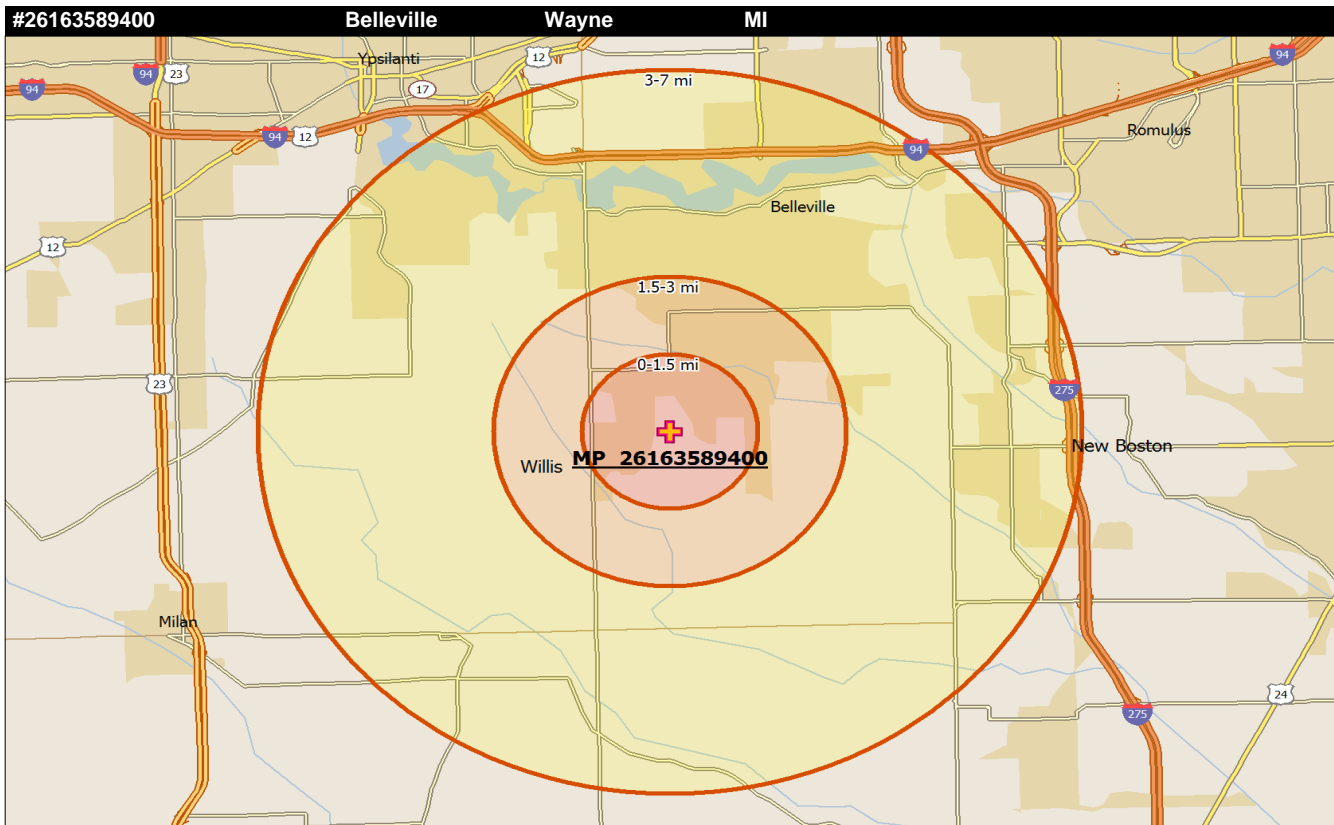 #26163589400 Belleville Wayne MI
Ypsilanti
12
94
23
94
17
3-7 mi
94
94
12
94
Romulus
Belleville
12
1.5-3 mi
0-1.5 mi
23
275
Willis
MP 26163589400
New Boston
Milan
24
275